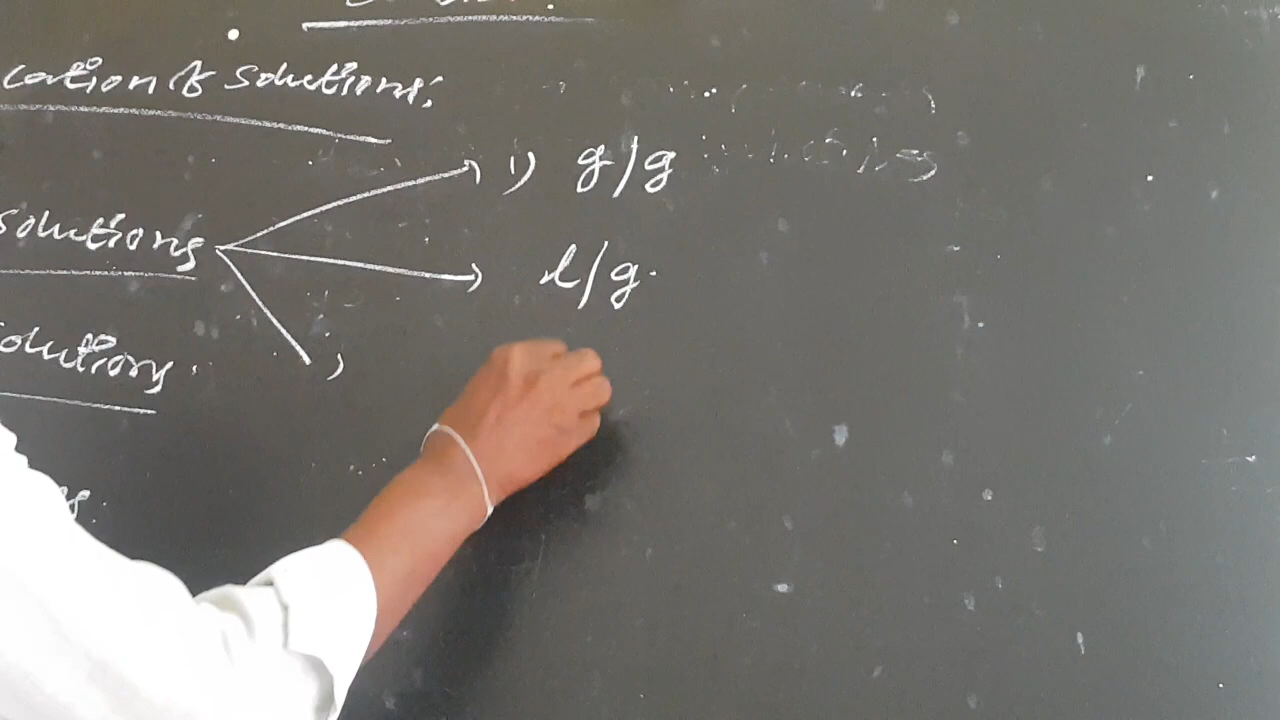 cation of solutions:
solutions 1) g/g
l/g.
solutions.